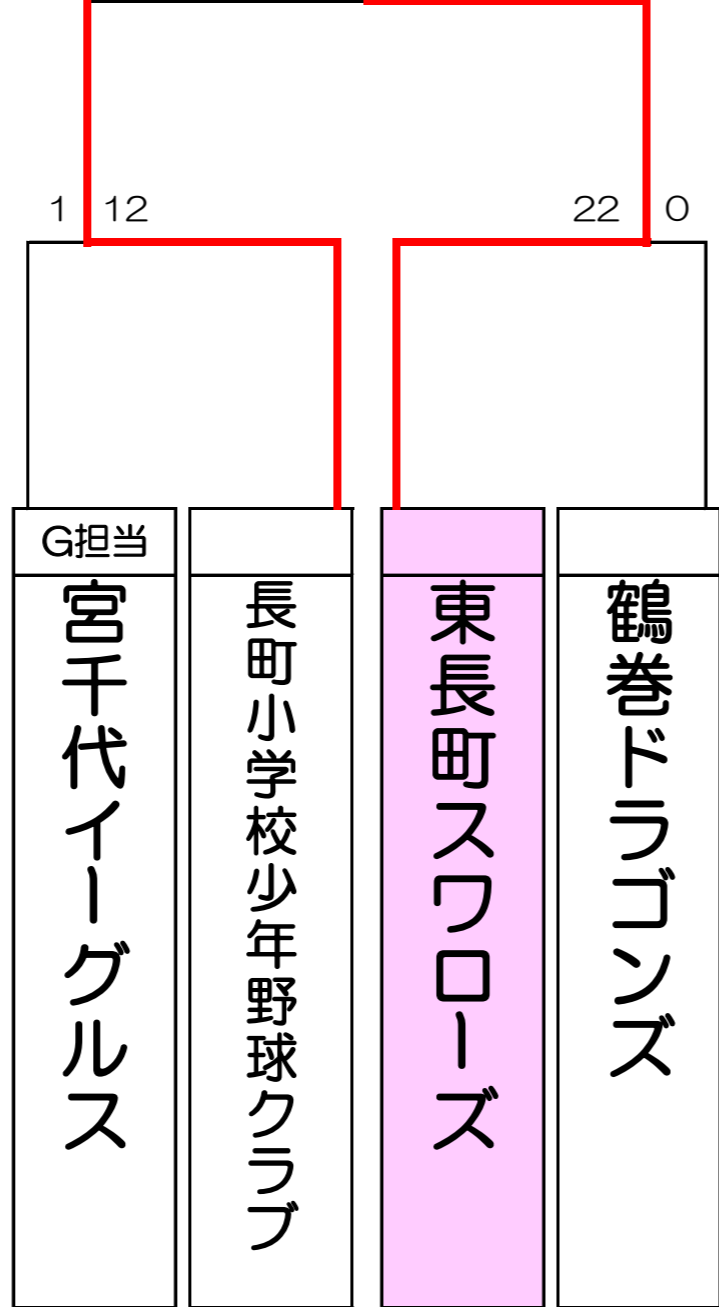 1 12
22 0
G担当
宮千代イーグルス
長町小学校少年野球クラブ
東長町スワローズ
鶴巻ドラゴンズ